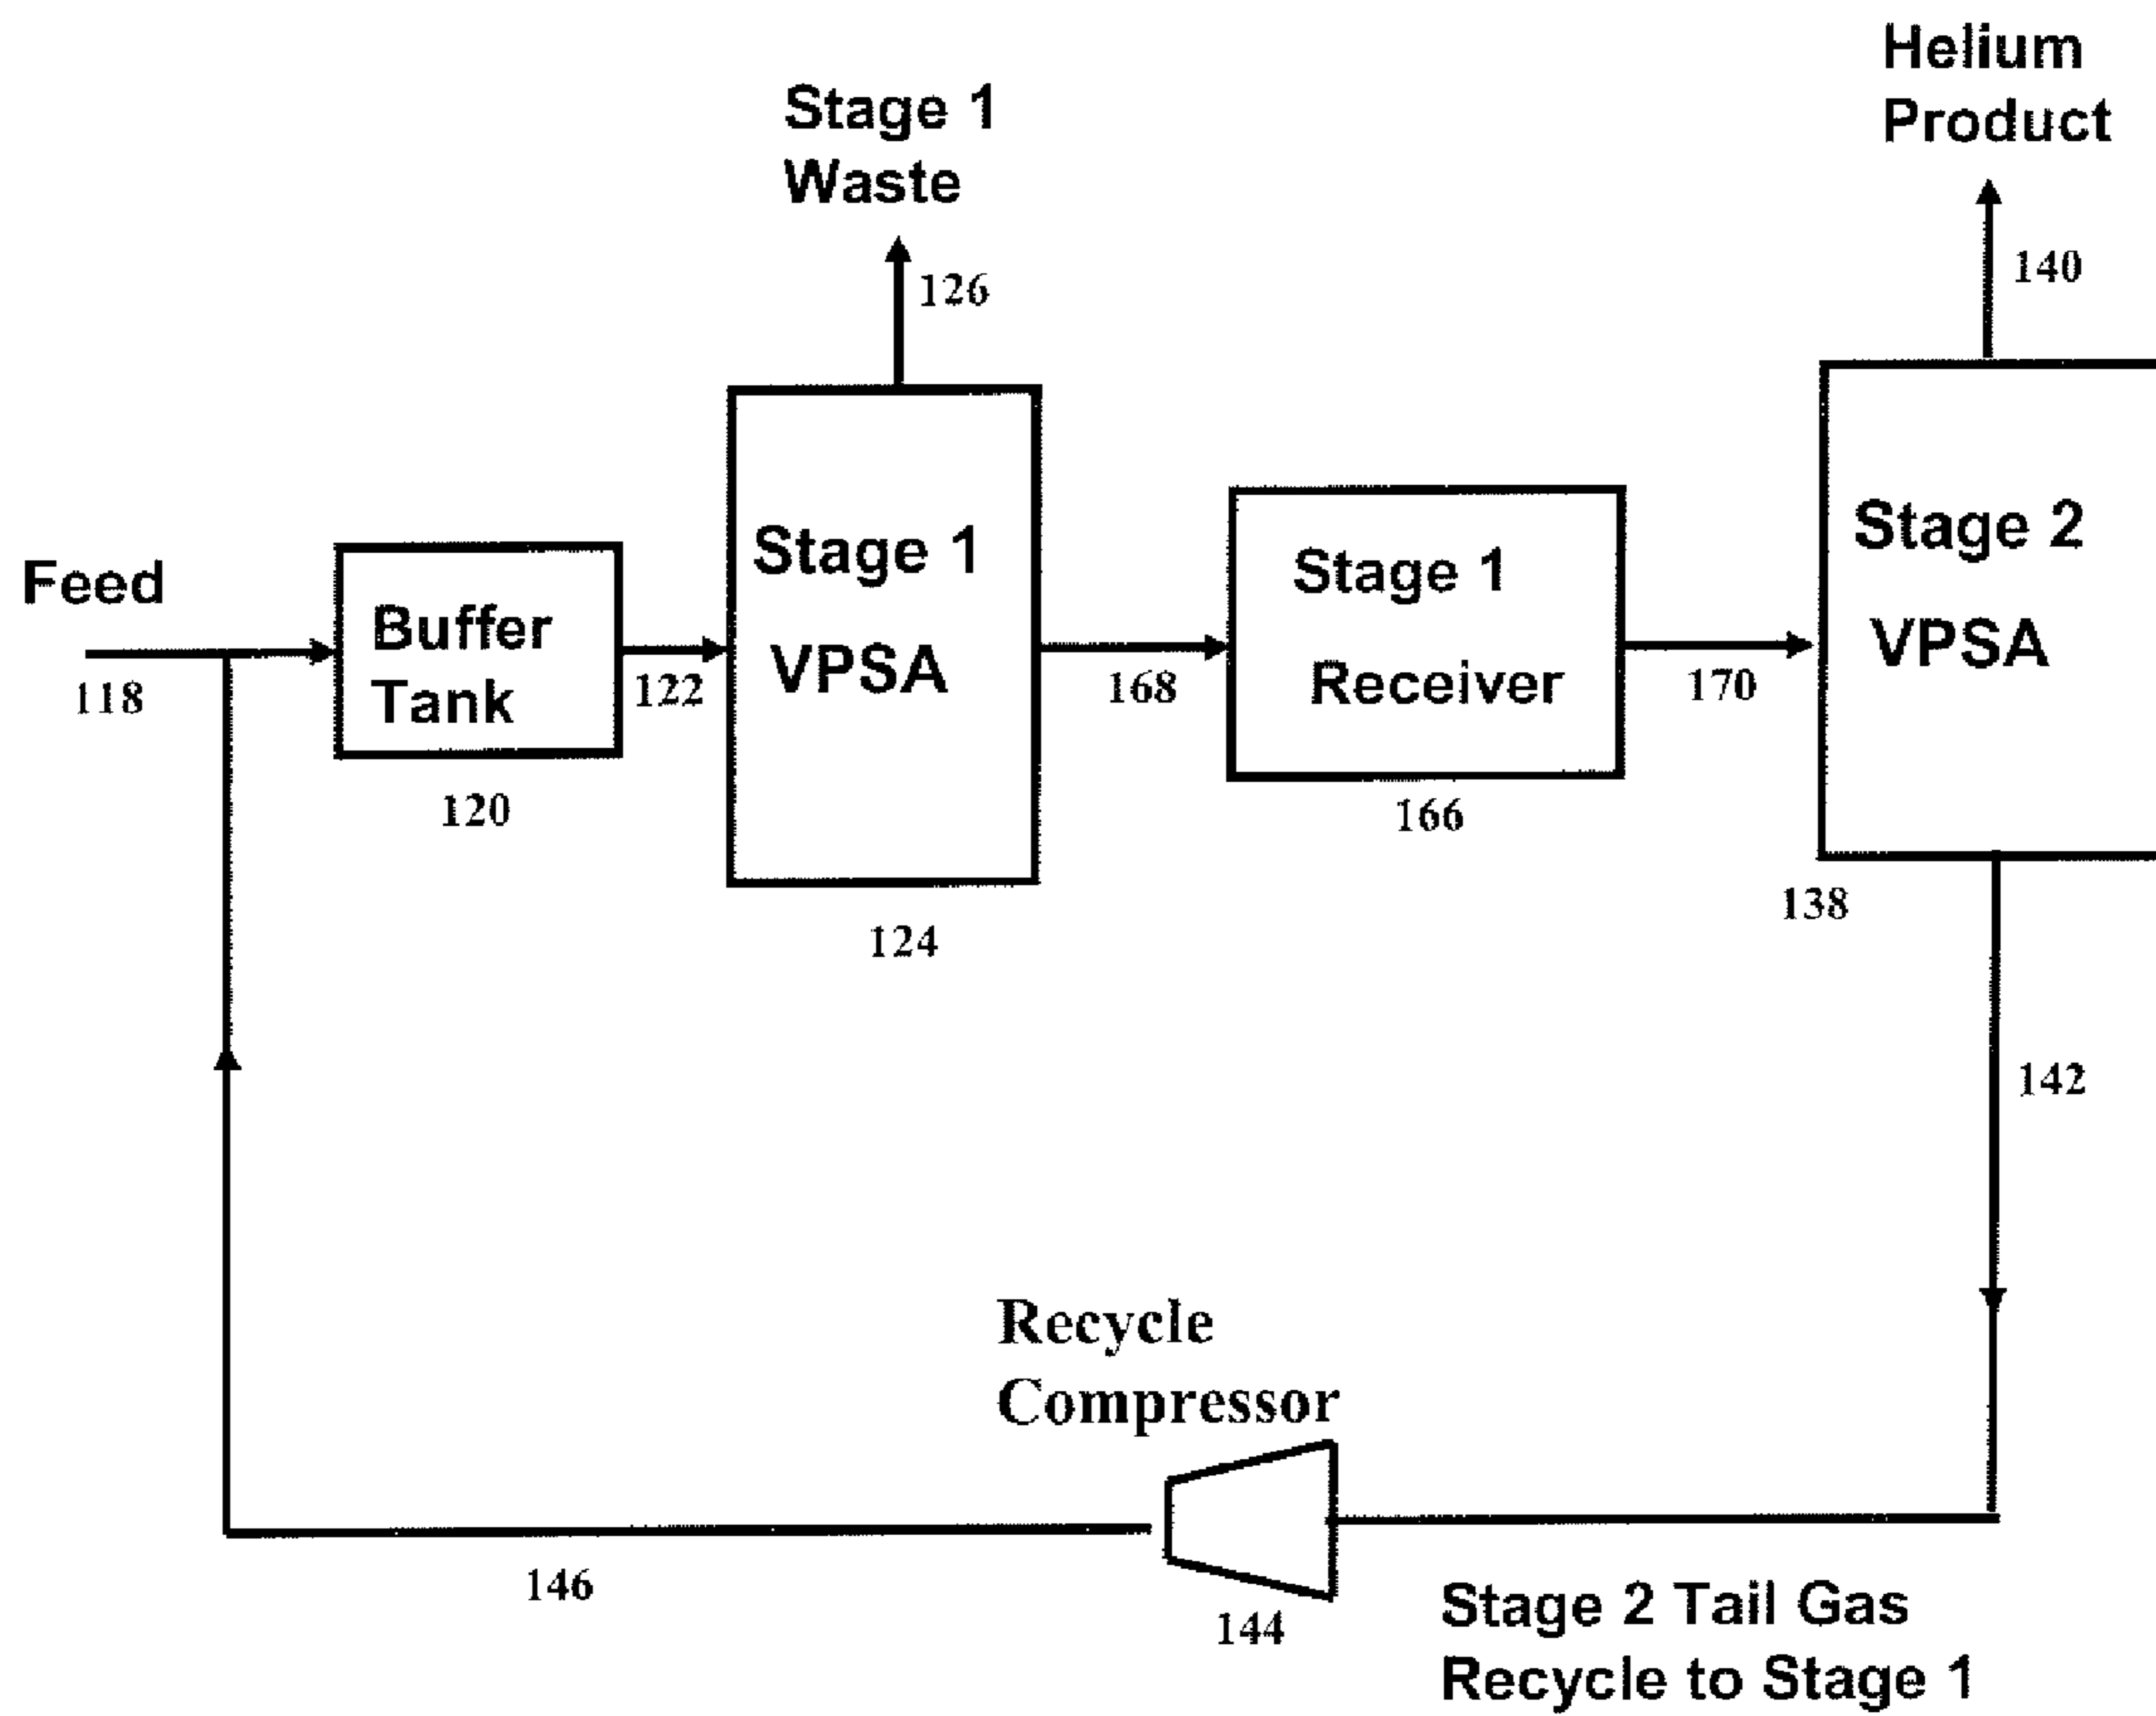 Helium
Product
140
Stage 1
Waste
126
Feed
118
Buffer
Tank
120
122
Stage 1
VPSA
124
168
Stage 1
Receiver
166
170
Stage 2
VPSA
138
142
Recycle
Compressor
144
146
Stage 2 Tail Gas
Recycle to Stage 1